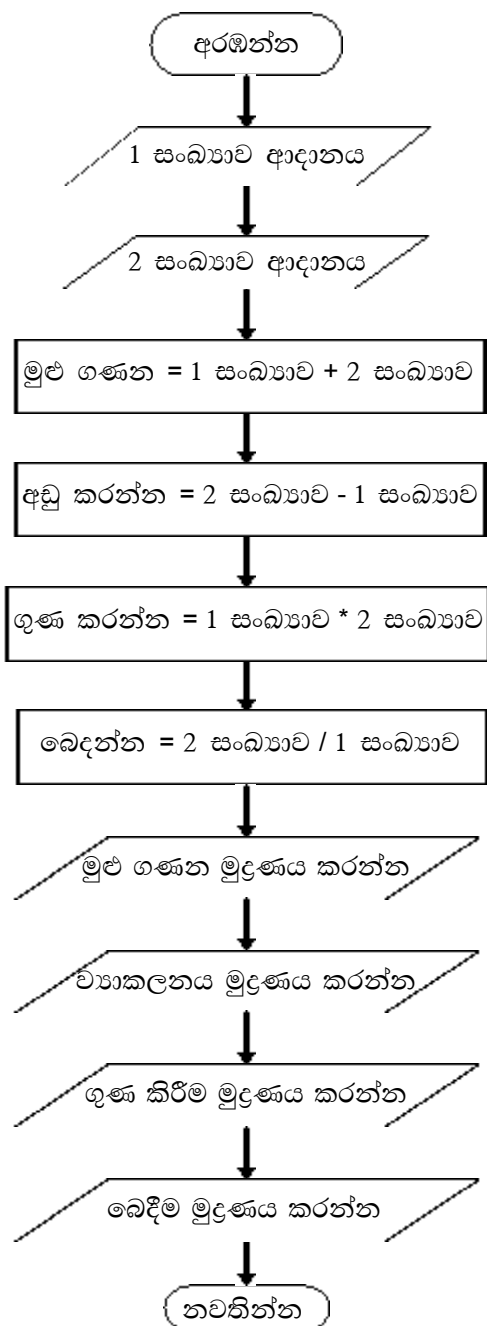 අරඹන්න
1 සංඛ්‍යාව ආදානය
2 සංඛ්‍යාව ආදානය
මුළු ගණන = 1 සංඛ්‍යාව + 2 සංඛ්‍යාව
අඩු කරන්න = 2 සංඛ්‍යාව - 1 සංඛ්‍යාව
ගුණ කරන්න = 1 සංඛ්‍යාව * 2 සංඛ්‍යාව
බෙදන්න = 2 සංඛ්‍යාව / 1 සංඛ්‍යාව
මුළු ගණන මුද්‍රණය කරන්න
ව්‍යාකලනය මුද්‍රණය කරන්න
ගුණ කිරීම මුද්‍රණය කරන්න
බෙදීම මුද්‍රණය කරන්න
නවතින්න